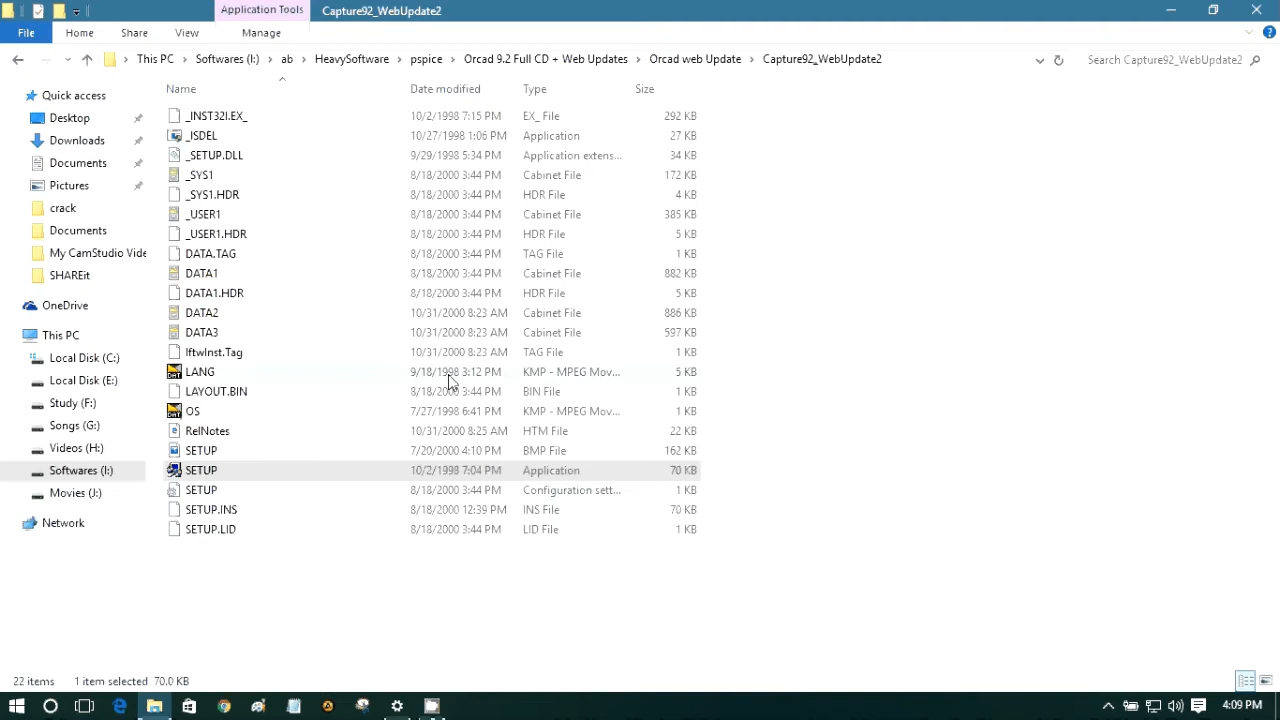 Application Tools Capture92_WebUpdate2
File Home Share View Manage
This PC Softwares (I:) ab HeavySoftware pspice Orcad 9.2 Full CD + Web Updates Orcad web Update Capture92_WebUpdate2 Search Capture92_WebUpdate2
Name Date modified Type Size
Quick access
Desktop
Downloads
Documents
Pictures
crack
Documents
My CamStudio Vide
SHAREit
OneDrive
This PC
Local Disk (C:)
Local Disk (E:)
Study (F:)
Songs (G:)
Videos (H:)
Softwares (I:)
Movies (J:)
Network
_INST32I.EX_ 10/2/1998 7:15 PM EX_ File 292 KB
_ISDEL 10/27/1998 1:06 PM Application 27 KB
_SETUP.DLL 9/29/1998 5:34 PM Application extens... 34 KB
_SYS1 8/18/2000 3:44 PM Cabinet File 172 KB
_SYS1.HDR 8/18/2000 3:44 PM HDR File 4 KB
_USER1 8/18/2000 3:44 PM Cabinet File 385 KB
_USER1.HDR 8/18/2000 3:44 PM HDR File 5 KB
DATA.TAG 8/18/2000 3:44 PM TAG File 1 KB
DATA1 8/18/2000 3:44 PM Cabinet File 882 KB
DATA1.HDR 8/18/2000 3:44 PM HDR File 5 KB
DATA2 10/31/2000 8:23 AM Cabinet File 886 KB
DATA3 10/31/2000 8:23 AM Cabinet File 597 KB
IftwInst.Tag 10/31/2000 8:23 AM TAG File 1 KB
LANG 9/18/1998 3:12 PM KMP - MPEG Mov... 5 KB
LAYOUT.BIN 8/18/2000 3:44 PM BIN File 1 KB
OS 7/27/1998 6:41 PM KMP - MPEG Mov... 1 KB
RelNotes 10/31/2000 8:25 AM HTM File 22 KB
SETUP 7/20/2000 4:10 PM BMP File 162 KB
SETUP 10/2/1998 7:04 PM Application 70 KB
SETUP 8/18/2000 3:44 PM Configuration sett... 1 KB
SETUP.INS 8/18/2000 12:39 PM INS File 70 KB
SETUP.LID 8/18/2000 3:44 PM LID File 1 KB
22 items 1 item selected 70.0 KB
4:09 PM